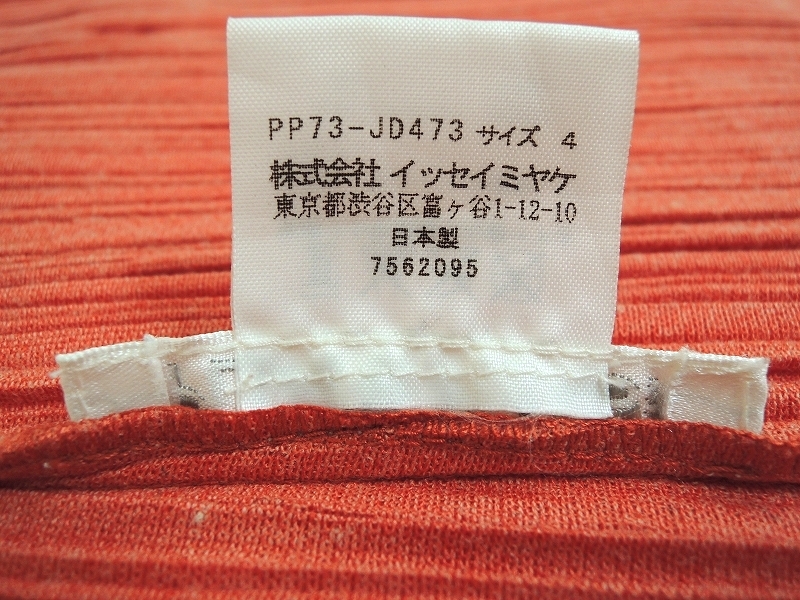 PP73-JD473 サイズ 4
株式会社 イッセイミヤケ
東京都渋谷区富ヶ谷1-12-10
日本製
7562095